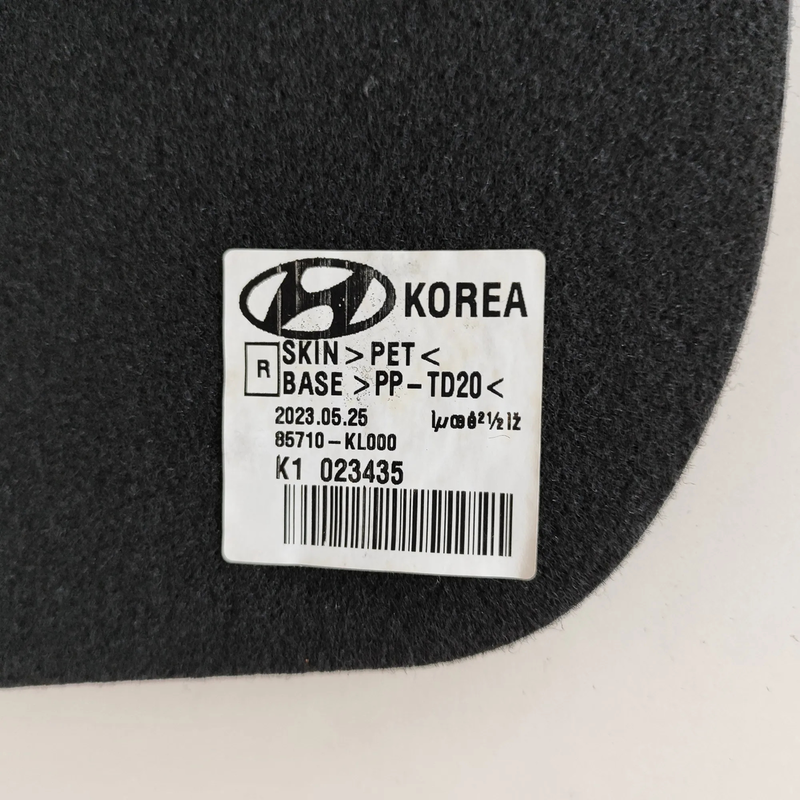 KOREA
SKIN >PET<
R
BASE >PP-TD20<
2023.05.25
85710-KL000
K1 023435